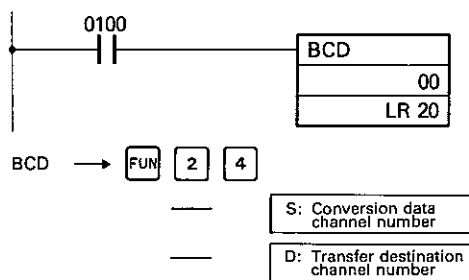 0100
BCD
00
LR 20
BCD → FUN 2 4
S: Conversion data
channel number
D: Transfer destination
channel number